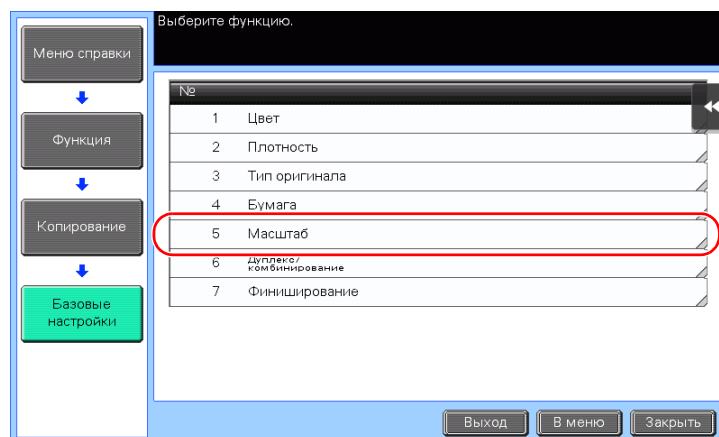 Выберите функцию.
Меню справки
Функция
Копирование
Базовые
настройки
№
1 Цвет
2 Плотность
3 Тип оригинала
4 Бумага
5 Масштаб
6 Дуплекс/
комбинирование
7 Финиширование
Выход
В меню
Закрыть